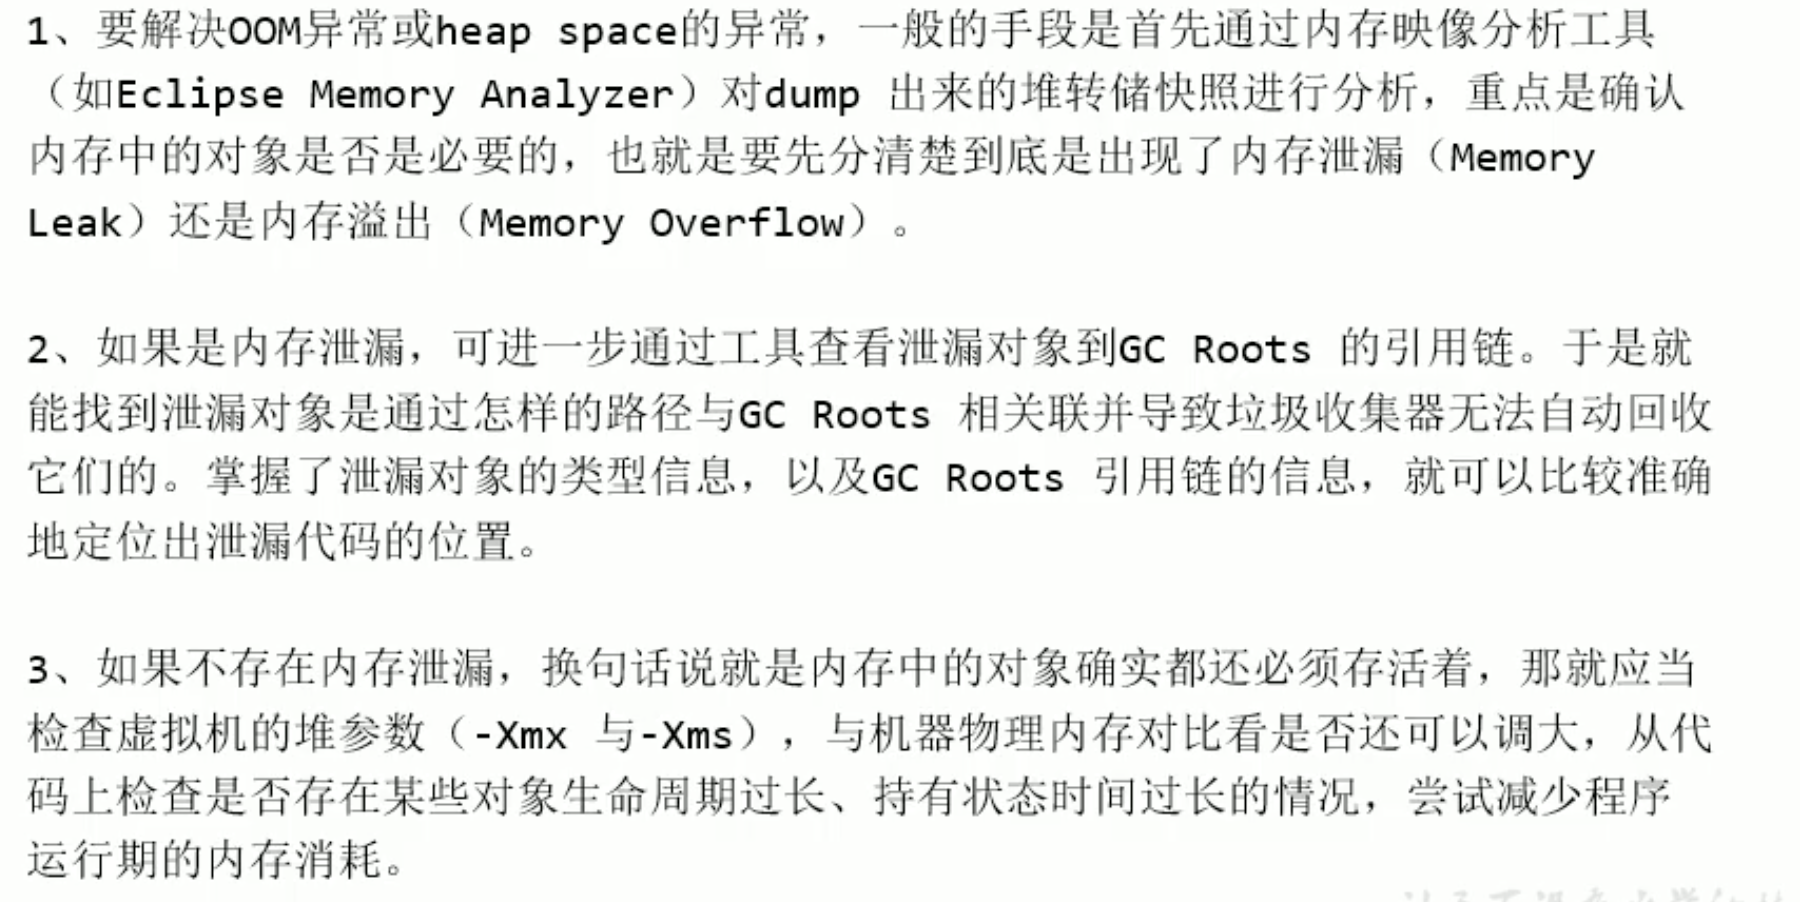 1、要解决OOM异常或heap space的异常，一般的手段是首先通过内存映像分析工具
（如Eclipse Memory Analyzer）对dump 出来的堆转储快照进行分析，重点是确认
内存中的对象是否是必要的，也就是要先分清楚到底是出现了内存泄漏（Memory
Leak）还是内存溢出（Memory Overflow）。
2、如果是内存泄漏，可进一步通过工具查看泄漏对象到GC Roots 的引用链。于是就
能找到泄漏对象是通过怎样的路径与GC Roots 相关联并导致垃圾收集器无法自动回收
它们的。掌握了泄漏对象的类型信息，以及GC Roots 引用链的信息，就可以比较准确
地定位出泄漏代码的位置。
3、如果不存在内存泄漏，换句话说就是内存中的对象确实都还必须存活着，那就应当
检查虚拟机的堆参数（-Xmx 与-Xms），与机器物理内存对比看是否还可以调大，从代
码上检查是否存在某些对象生命周期过长、持有状态时间过长的情况，尝试减少程序
运行期的内存消耗。